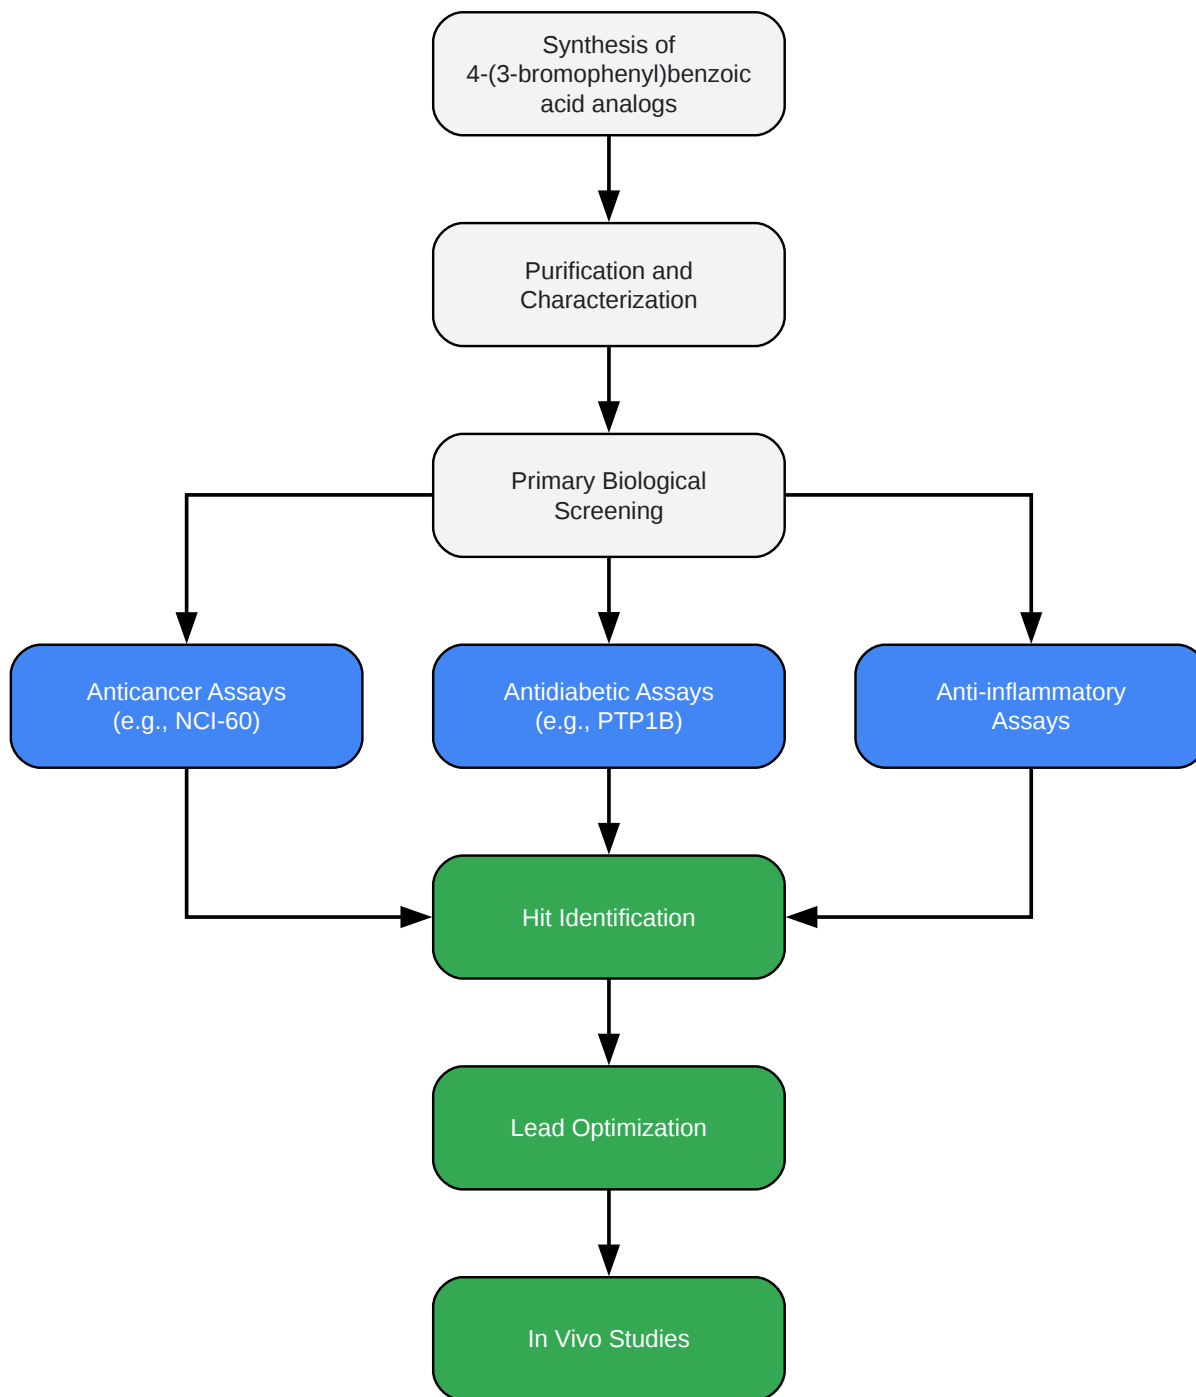 Synthesis of
4-(3-bromophenyl)benzoic
acid analogs
Purification and
Characterization
Primary Biological
Screening
Anticancer Assays
(e.g., NCI-60)
Antidiabetic Assays
(e.g., PTP1B)
Anti-inflammatory
Assays
Hit Identification
Lead Optimization
In Vivo Studies